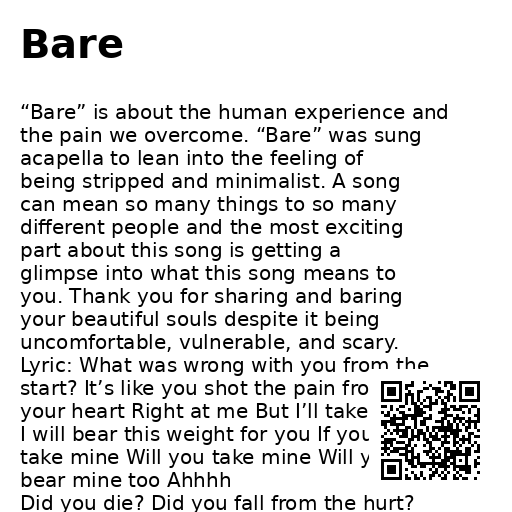 Bare
“Bare” is about the human experience and
the pain we overcome. “Bare” was sung
acapella to lean into the feeling of
being stripped and minimalist. A song
can mean so many things to so many
different people and the most exciting
part about this song is getting a
glimpse into what this song means to
you. Thank you for sharing and baring
your beautiful souls despite it being
uncomfortable, vulnerable, and scary.
Lyric: What was wrong with you from the
start? It’s like you shot the pain
your heart Right at me But I’ll take
I will bear this weight for you If you
take mine Will you take mine Will
bear mine too Ahhhh
Did you die? Did you fall from the hurt?